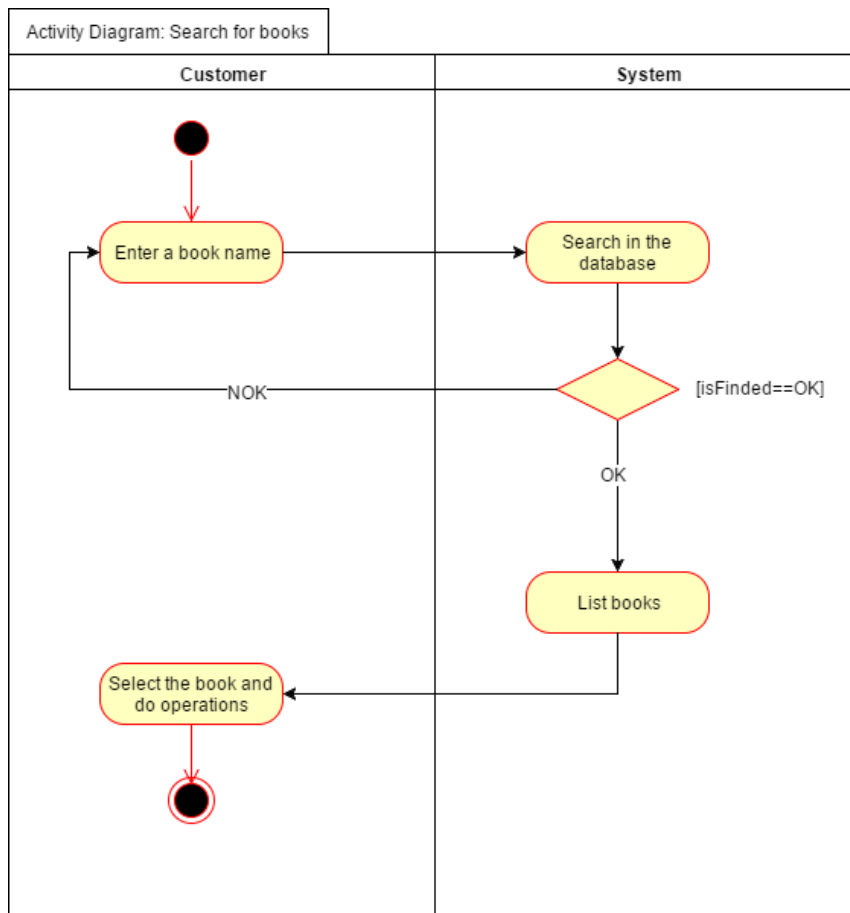 Activity Diagram: Search for books
Customer
System
Enter a book name
Search in the
database
NOK
[isFinded==OK]
OK
List books
Select the book and
do operations